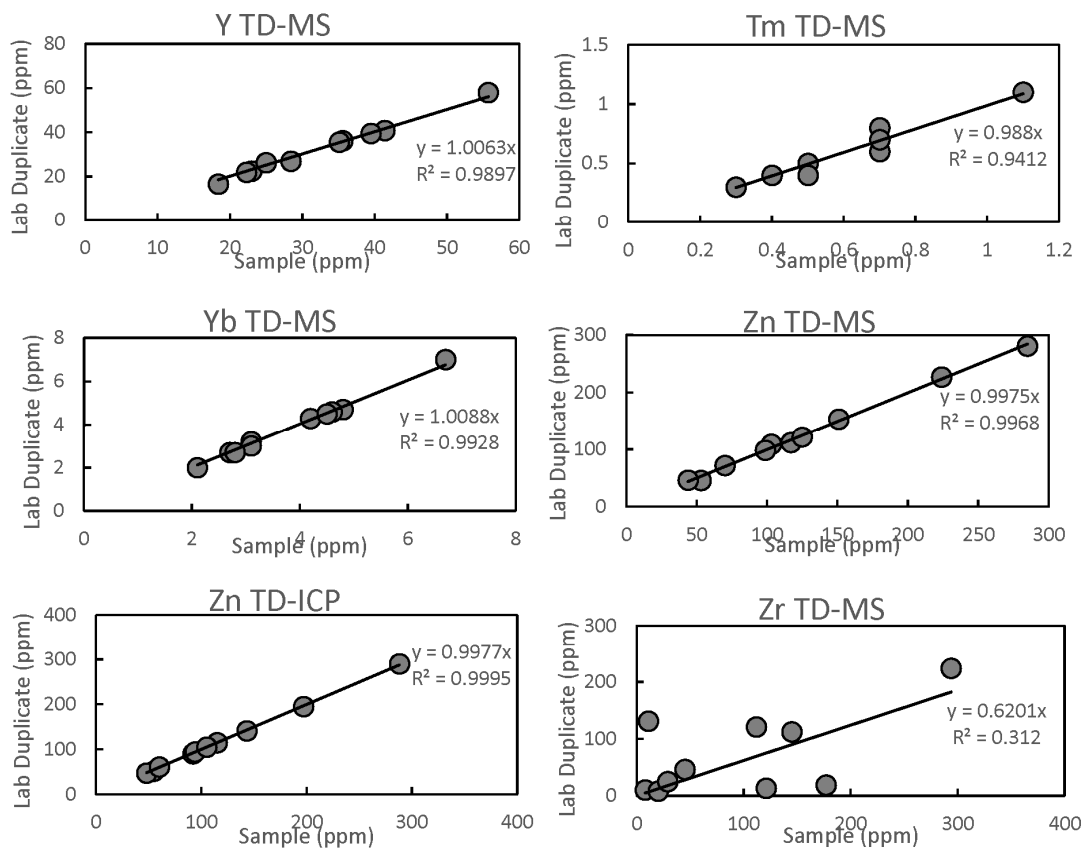 Y TD-MS
Lab Duplicate (ppm)
80
60
40
20
0
y = 1.0063x
R² = 0.9897
0 10 20 30 40 50 60
Sample (ppm)
Tm TD-MS
Lab Duplicate (ppm)
1.5
1
0.5
0
y = 0.988x
R² = 0.9412
0 0.2 0.4 0.6 0.8 1 1.2
Sample (ppm)
Yb TD-MS
Lab Duplicate (ppm)
8
6
4
2
0
y = 1.0088x
R² = 0.9928
0 2 4 6 8
Sample (ppm)
Zn TD-MS
Lab Duplicate (ppm)
300
200
100
0
y = 0.9975x
R² = 0.9968
0 50 100 150 200 250 300
Sample (ppm)
Zn TD-ICP
Lab Duplicate (ppm)
400
300
200
100
0
y = 0.9977x
R² = 0.9995
0 100 200 300 400
Sample (ppm)
Zr TD-MS
Lab Duplicate (ppm)
300
200
100
0
y = 0.6201x
R² = 0.312
0 100 200 300 400
Sample (ppm)